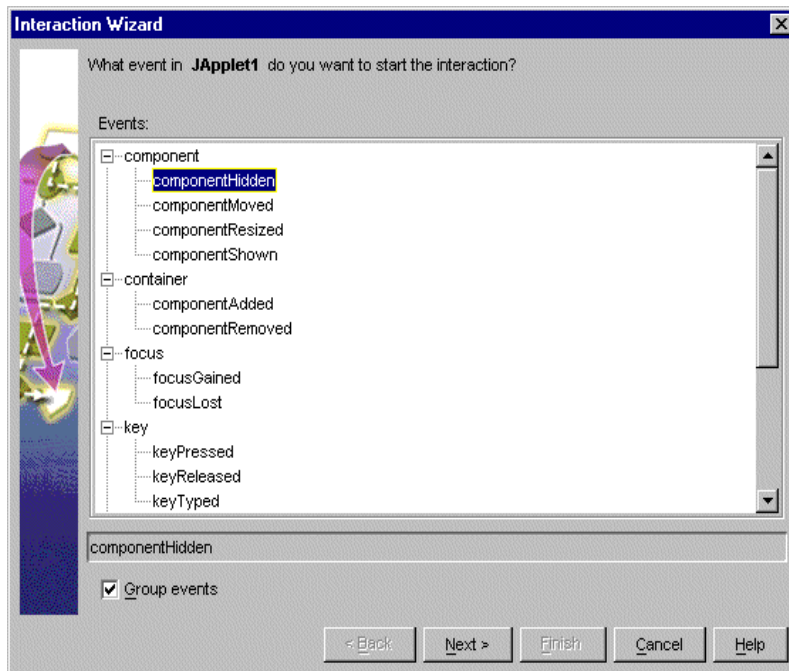 Interaction Wizard
What event in JApplet1 do you want to start the interaction?
Events:
component
componentHidden
componentMoved
componentResized
componentShown
container
componentAdded
componentRemoved
focus
focusGained
focusLost
key
keyPressed
keyReleased
keyTyped
componentHidden
Group events
< Back Next > Finish Cancel Help